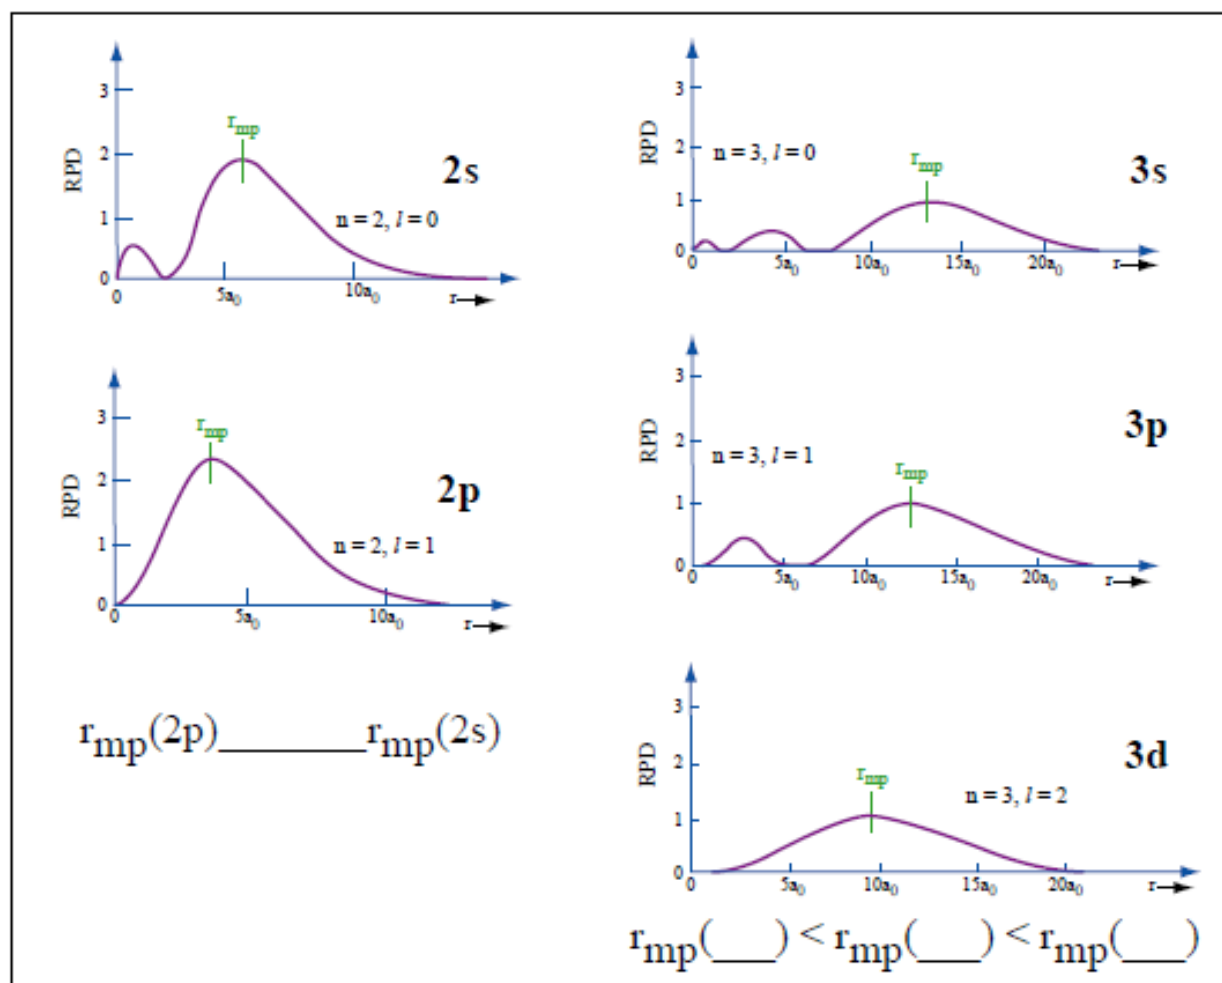 3
2
1
0
RPD
r_mp
2s
n = 2, l = 0
0
5a₀
10a₀
r
3
2
1
0
RPD
r_mp
2p
n = 2, l = 1
0
5a₀
10a₀
r
r_mp(2p)________r_mp(2s)
3
2
1
0
RPD
n = 3, l = 0
r_mp
3s
0
5a₀
10a₀
15a₀
20a₀
r
3
2
1
0
RPD
n = 3, l = 1
r_mp
3p
0
5a₀
10a₀
15a₀
20a₀
r
3
2
1
0
RPD
r_mp
n = 3, l = 2
3d
0
5a₀
10a₀
15a₀
20a₀
r
r_mp(___) < r_mp(___) < r_mp(___)